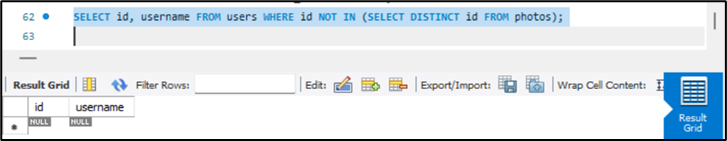 62 SELECT id, username FROM users WHERE id NOT IN (SELECT DISTINCT id FROM photos);
63
Result Grid Filter Rows: Edit: Export/Import: Wrap Cell Content:
id username
NULL NULL
Result
Grid